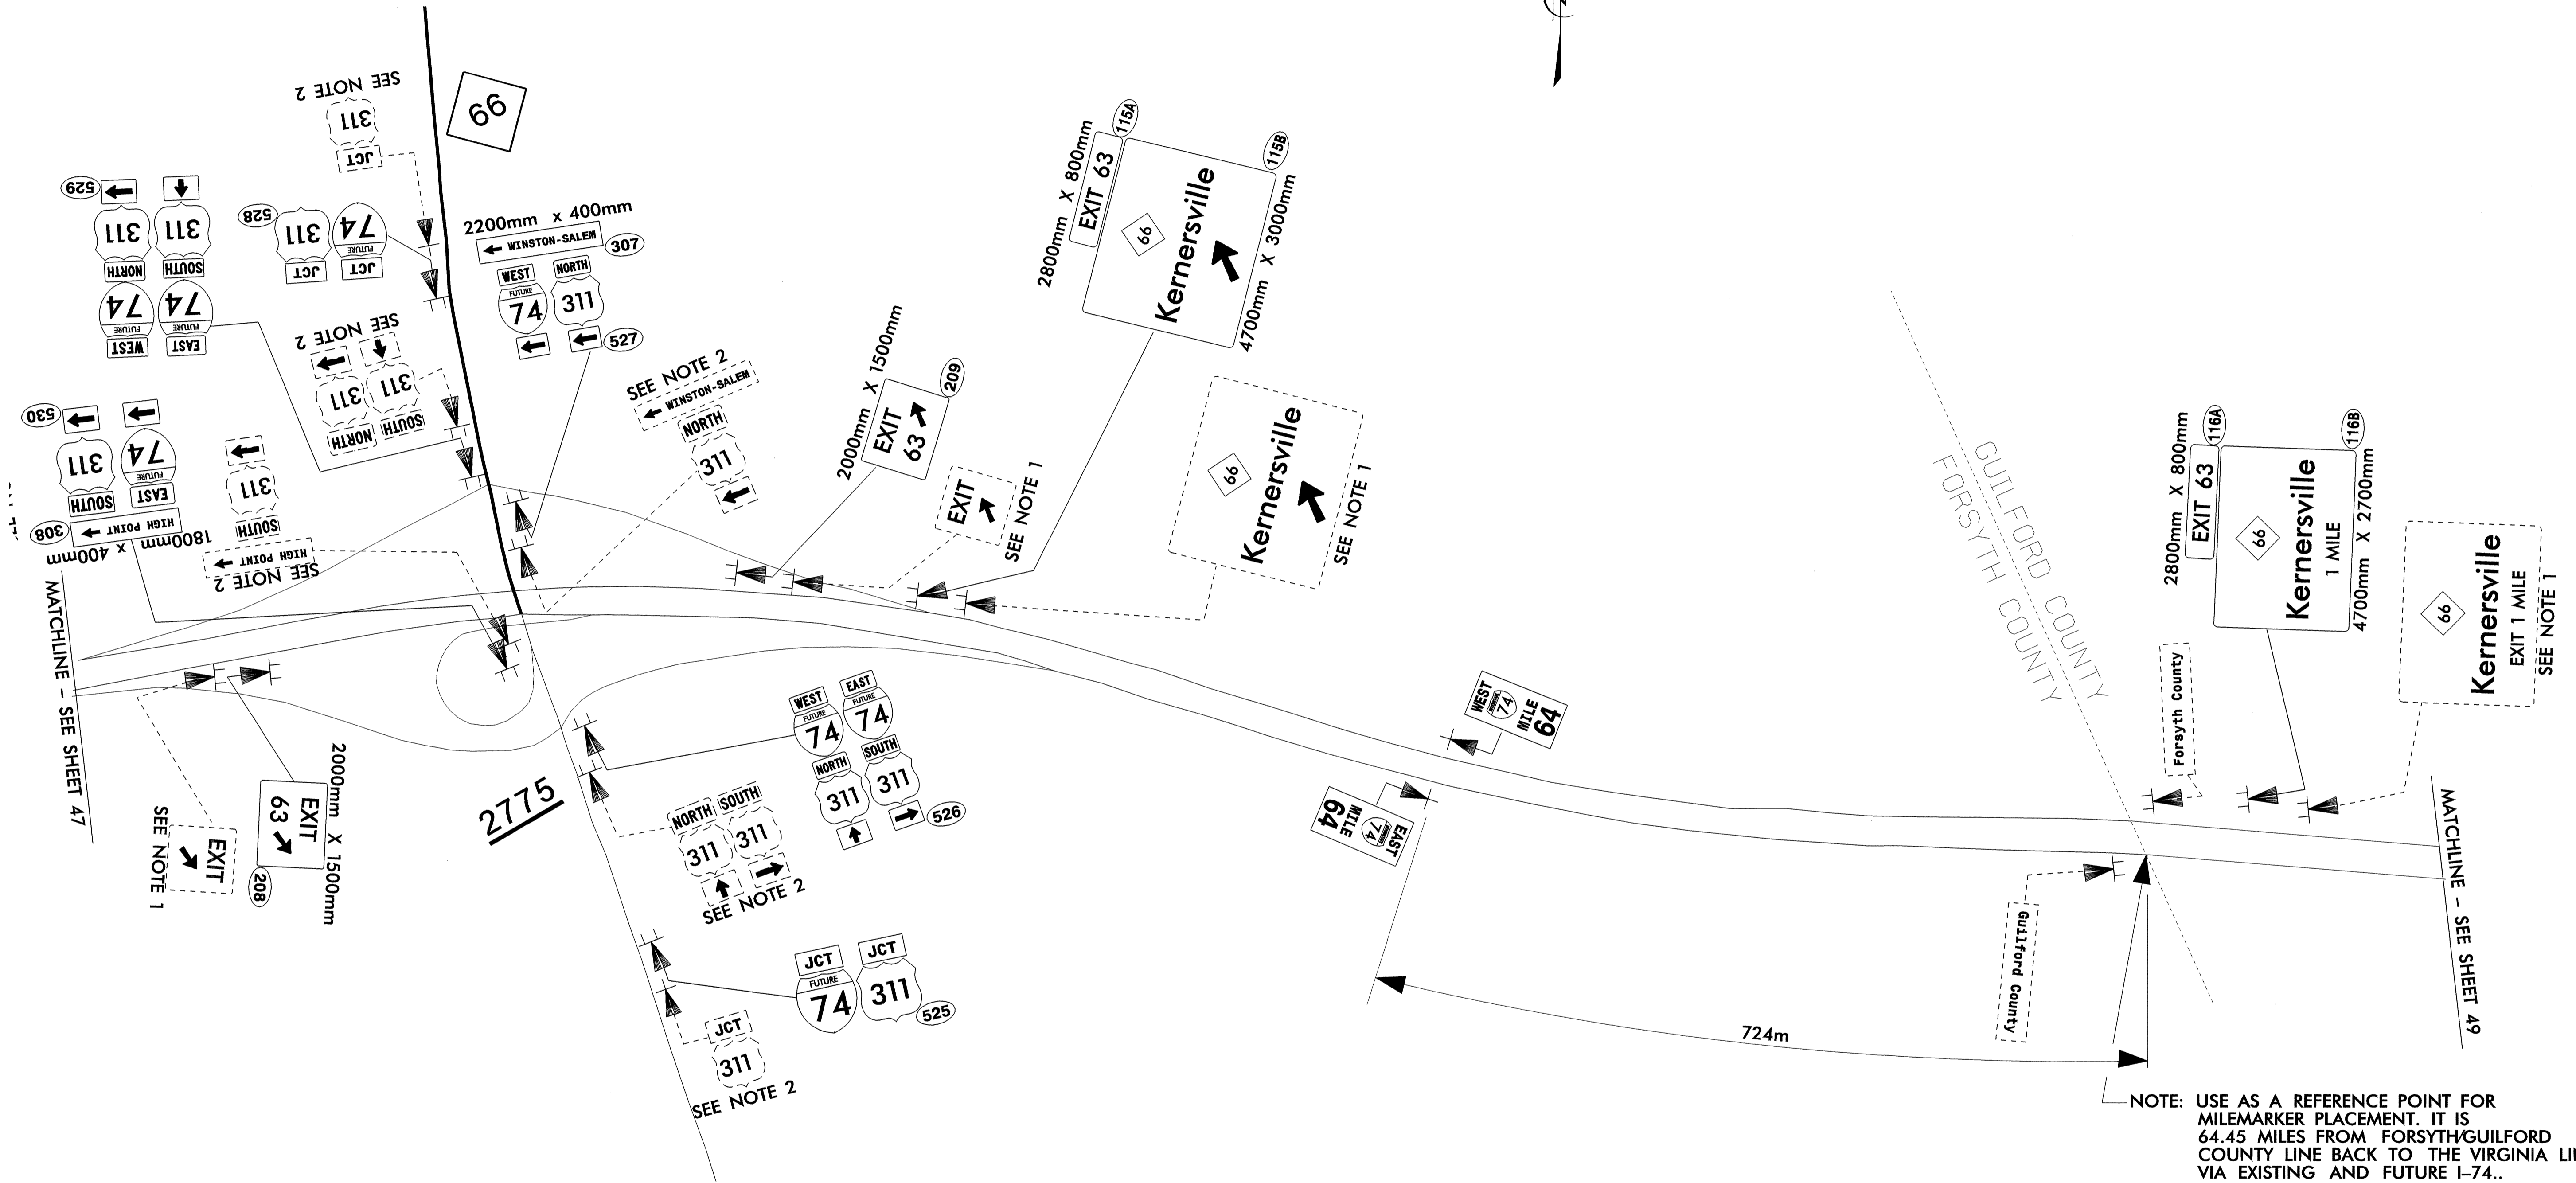 SEE NOTE 2
311
JCT
66
529
311
NORTH
FUTURE
74
WEST
311
SOUTH
FUTURE
74
EAST
528
311
JCT
FUTURE
74
JCT
2200mm x 400mm
WINSTON-SALEM
307
WEST
FUTURE
74
NORTH
311
527
SEE NOTE 2
311
NORTH
311
SOUTH
530
311
SOUTH
FUTURE
74
EAST
HIGH POINT
308
1800mm x 400mm
311
SOUTH
HIGH POINT
SEE NOTE 2
SEE NOTE 2
WINSTON-SALEM
NORTH
311
2000mm X 1500mm
EXIT
63
209
EXIT
SEE NOTE 1
2800mm X 800mm
EXIT 63
115A
66
Kernersville
115B
4700mm X 3000mm
66
Kernersville
SEE NOTE 1
GUILFORD COUNTY
FORSYTH COUNTY
2800mm X 800mm
EXIT 63
116A
66
Kernersville
1 MILE
116B
4700mm X 2700mm
66
Kernersville
EXIT 1 MILE
SEE NOTE 1
Forsyth County
MATCHLINE – SEE SHEET 47
SEE NOTE 1
EXIT
2000mm X 1500mm
EXIT
63
208
2775
WEST
FUTURE
74
EAST
FUTURE
74
NORTH
311
SOUTH
311
526
NORTH
311
SOUTH
311
SEE NOTE 2
JCT
FUTURE
74
JCT
311
525
JCT
311
SEE NOTE 2
WEST
74
MILE
64
EAST
74
MILE
64
724m
Guilford County
MATCHLINE – SEE SHEET 49
NOTE: USE AS A REFERENCE POINT FOR
MILEMARKER PLACEMENT. IT IS
64.45 MILES FROM FORSYTH/GUILFORD
COUNTY LINE BACK TO THE VIRGINIA LI
VIA EXISTING AND FUTURE I–74..